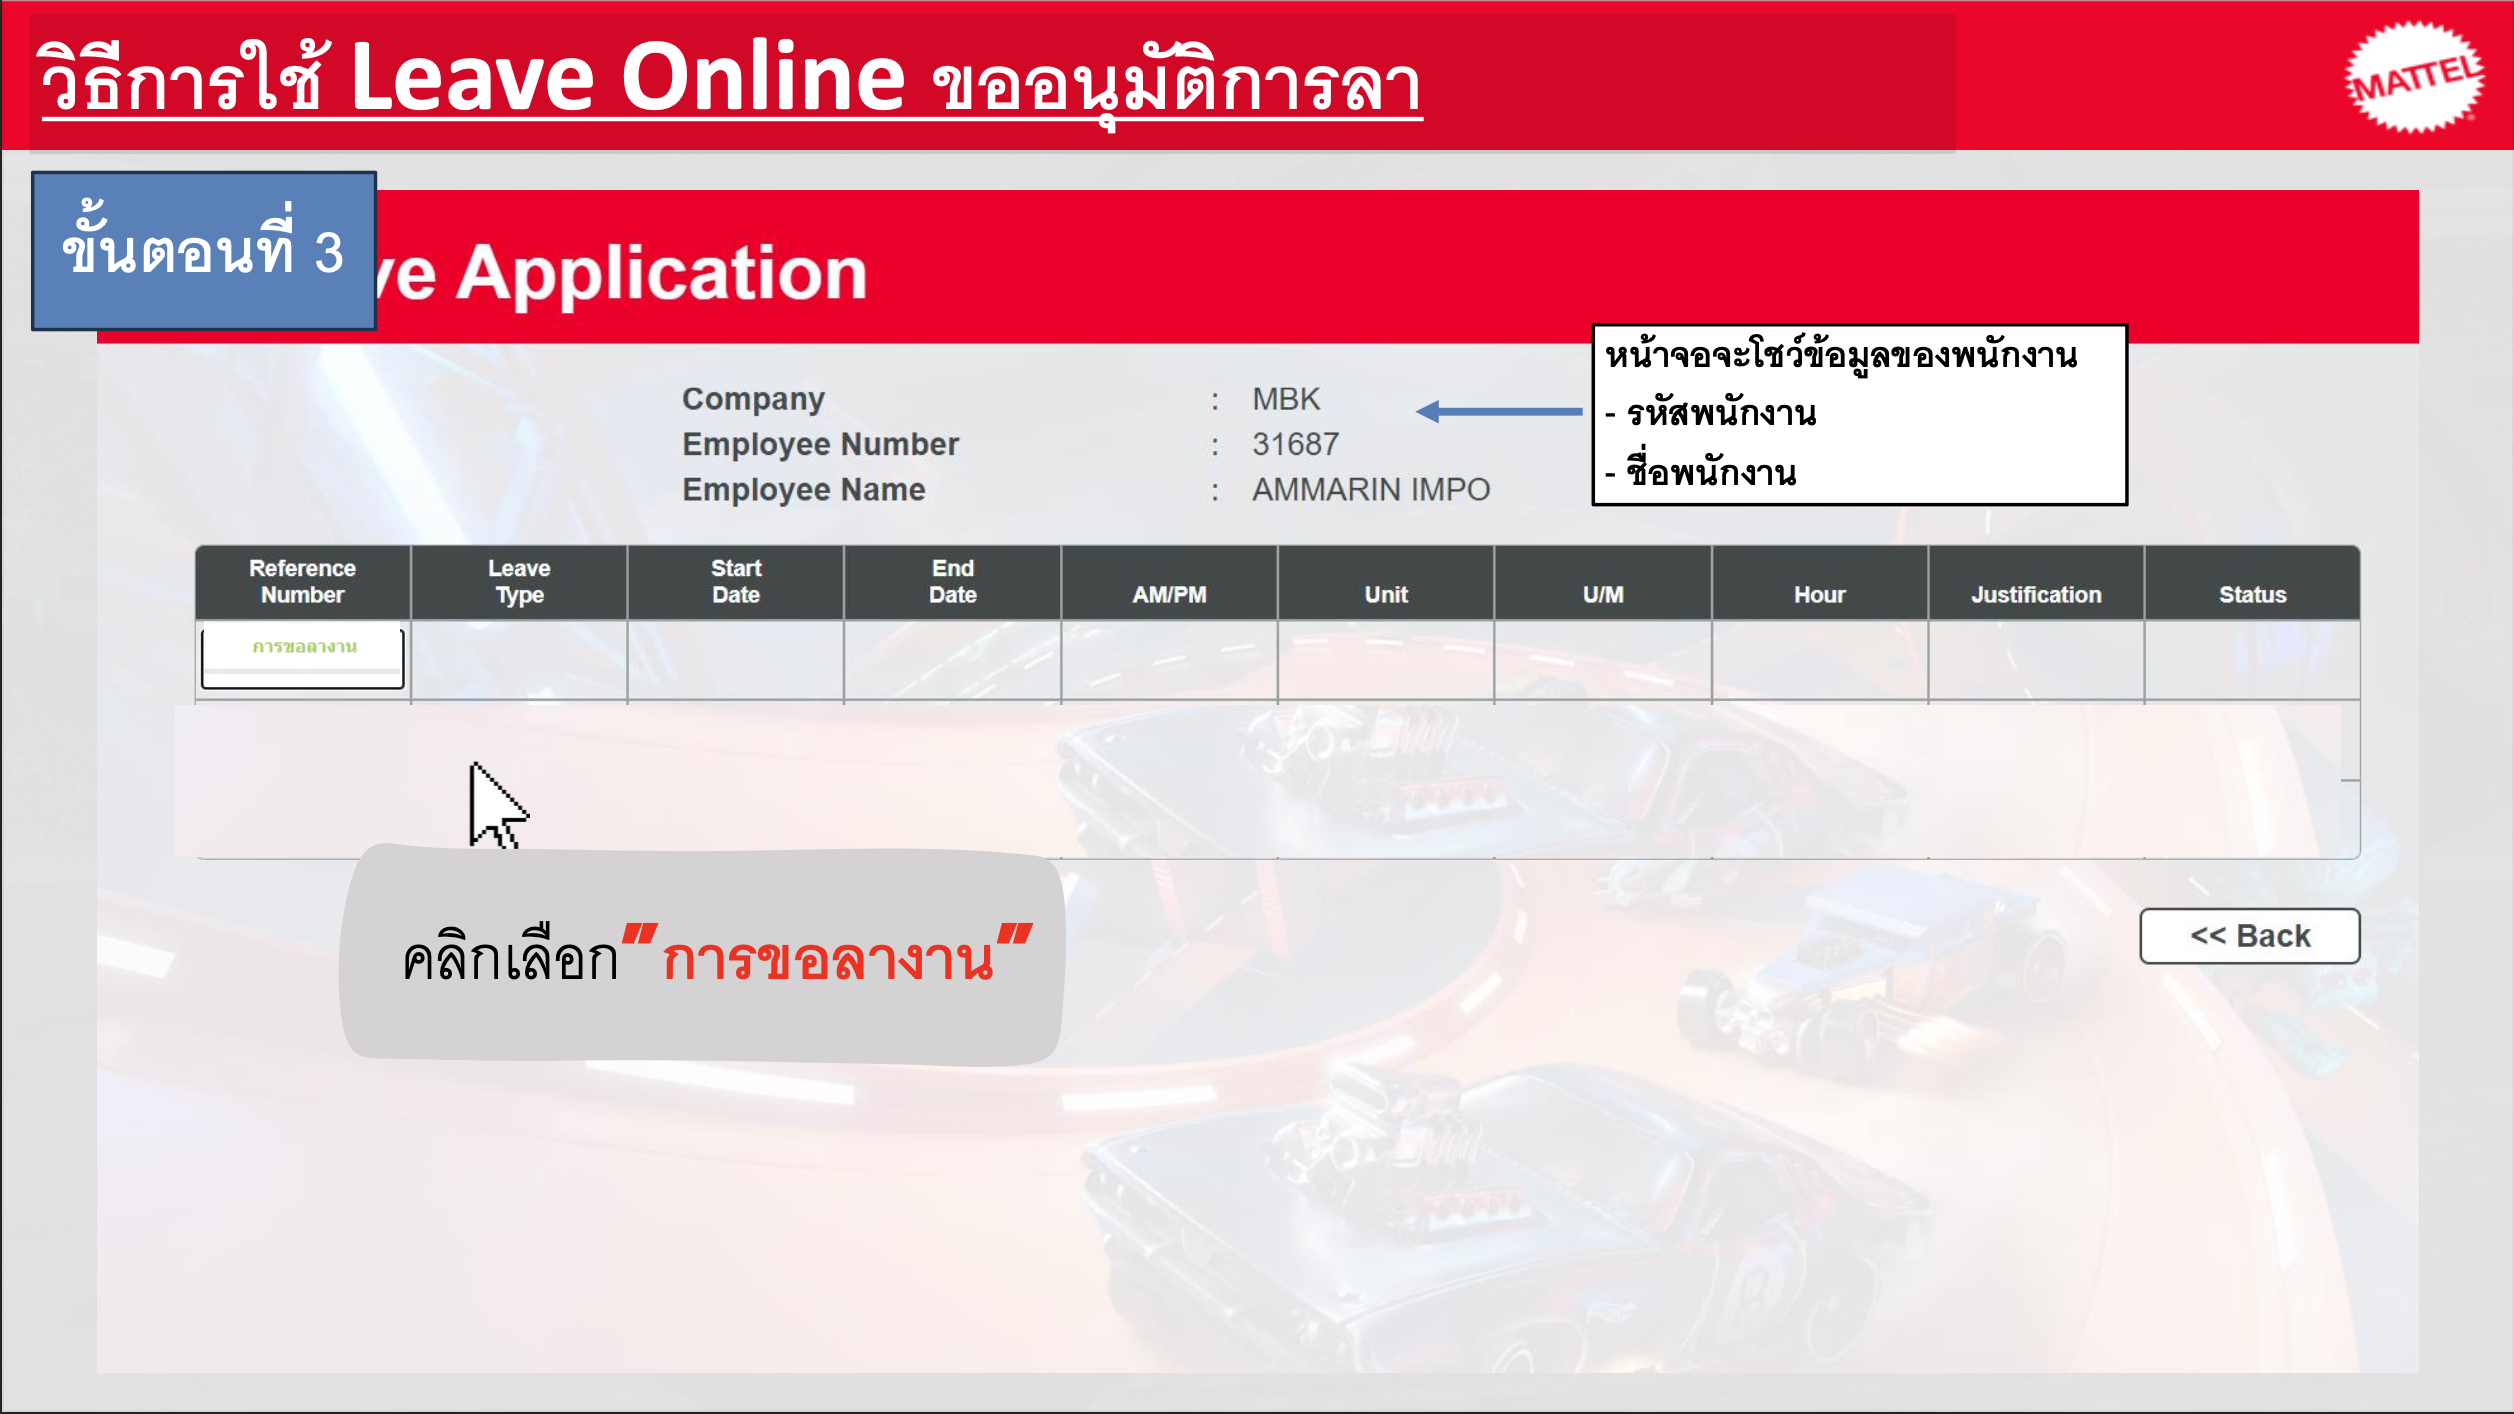 วิธีการใช้ Leave Online ขออนุมัติการลา
MATTEL
ขั้นตอนที่ 3
ve Application
หน้าจอจะโชว์ข้อมูลของพนักงาน
- รหัสพนักงาน
- ชื่อพนักงาน
Company : MBK
Employee Number : 31687
Employee Name : AMMARIN IMPO
Reference Number Leave Type Start Date End Date AM/PM Unit U/M Hour Justification Status
การขอลางาน
คลิกเลือก"การขอลางาน"
<< Back